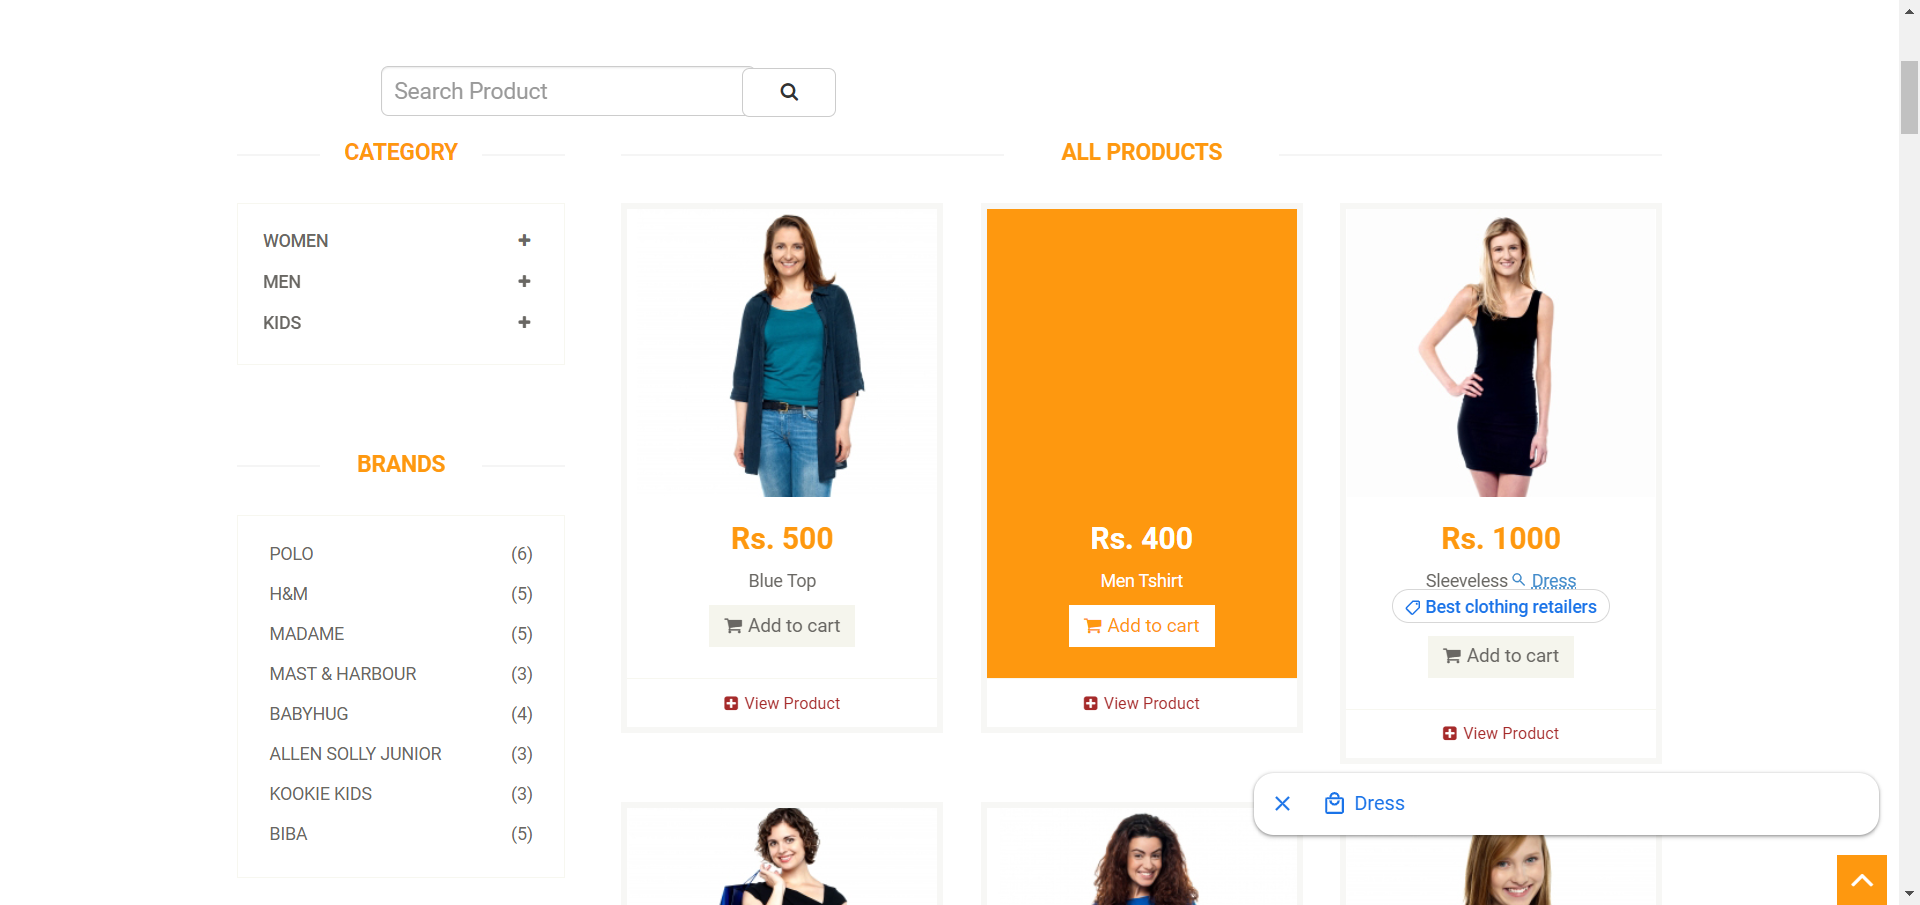 Search Product
CATEGORY
WOMEN
MEN
KIDS
BRANDS
POLO (6)
H&M (5)
MADAME (5)
MAST & HARBOUR (3)
BABYHUG (4)
ALLEN SOLLY JUNIOR (3)
KOOKIE KIDS (3)
BIBA (5)
ALL PRODUCTS
Rs. 500
Blue Top
Add to cart
View Product
Rs. 400
Men Tshirt
Add to cart
View Product
Rs. 1000
Sleeveless Dress
Best clothing retailers
Add to cart
View Product
Dress